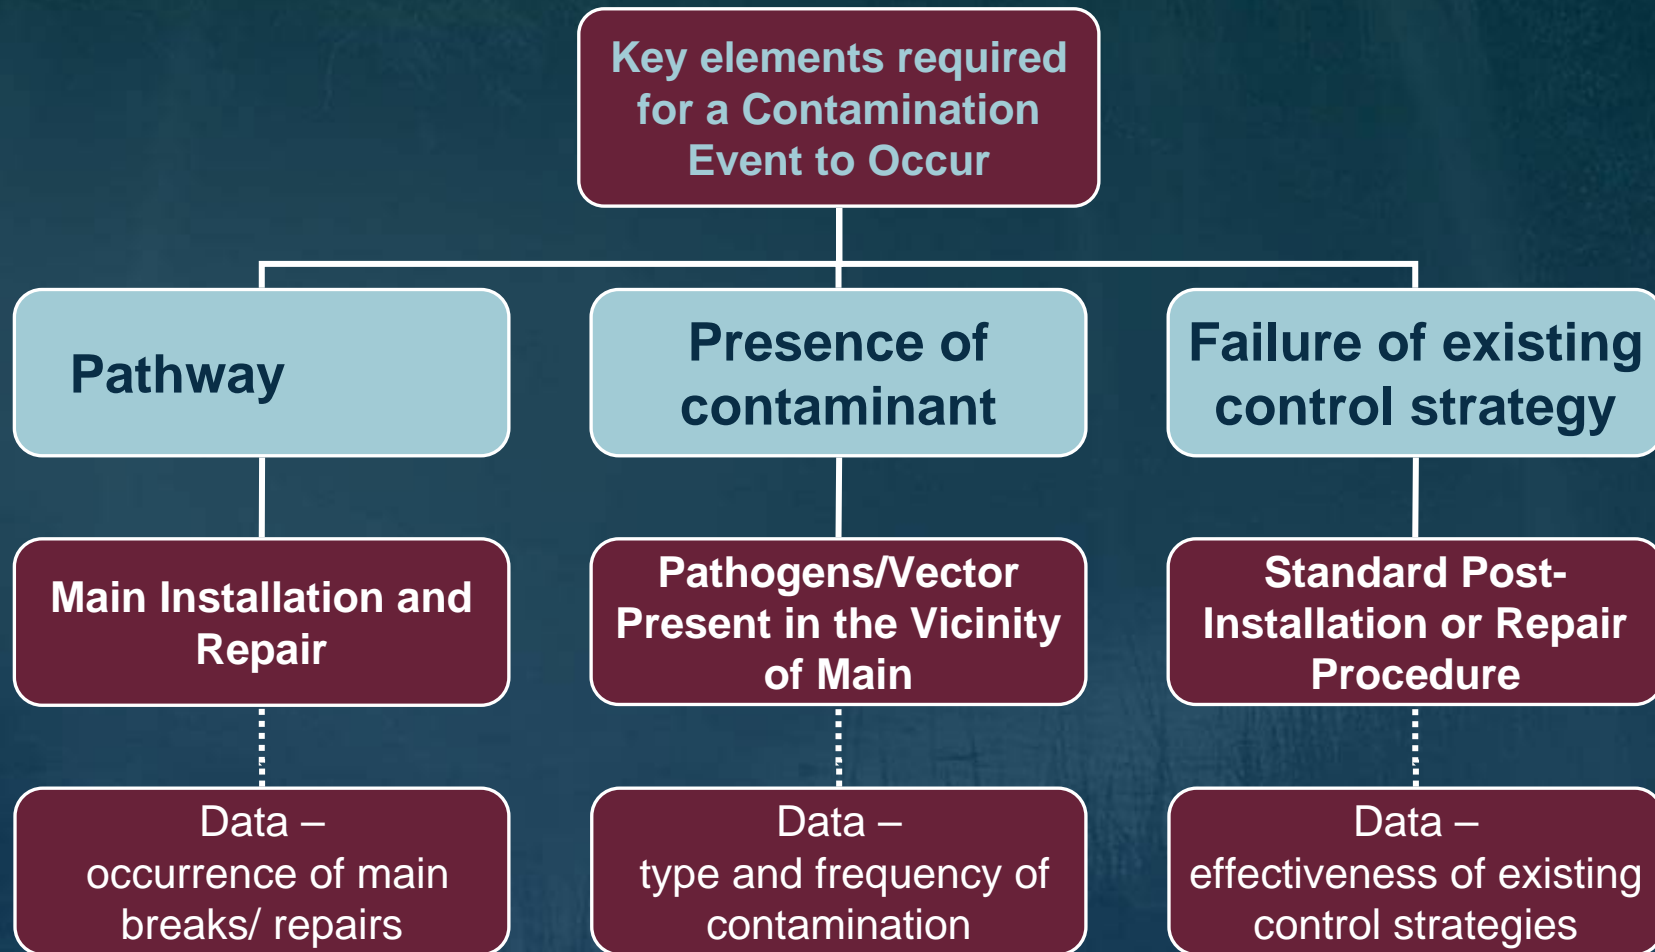 Key elements required
for a Contamination
Event to Occur
Pathway
Presence of
contaminant
Failure of existing
control strategy
Main Installation and
Repair
Pathogens/Vector
Present in the Vicinity
of Main
Standard Post-
Installation or Repair
Procedure
Data –
occurrence of main
breaks/ repairs
Data –
type and frequency of
contamination
Data –
effectiveness of existing
control strategies